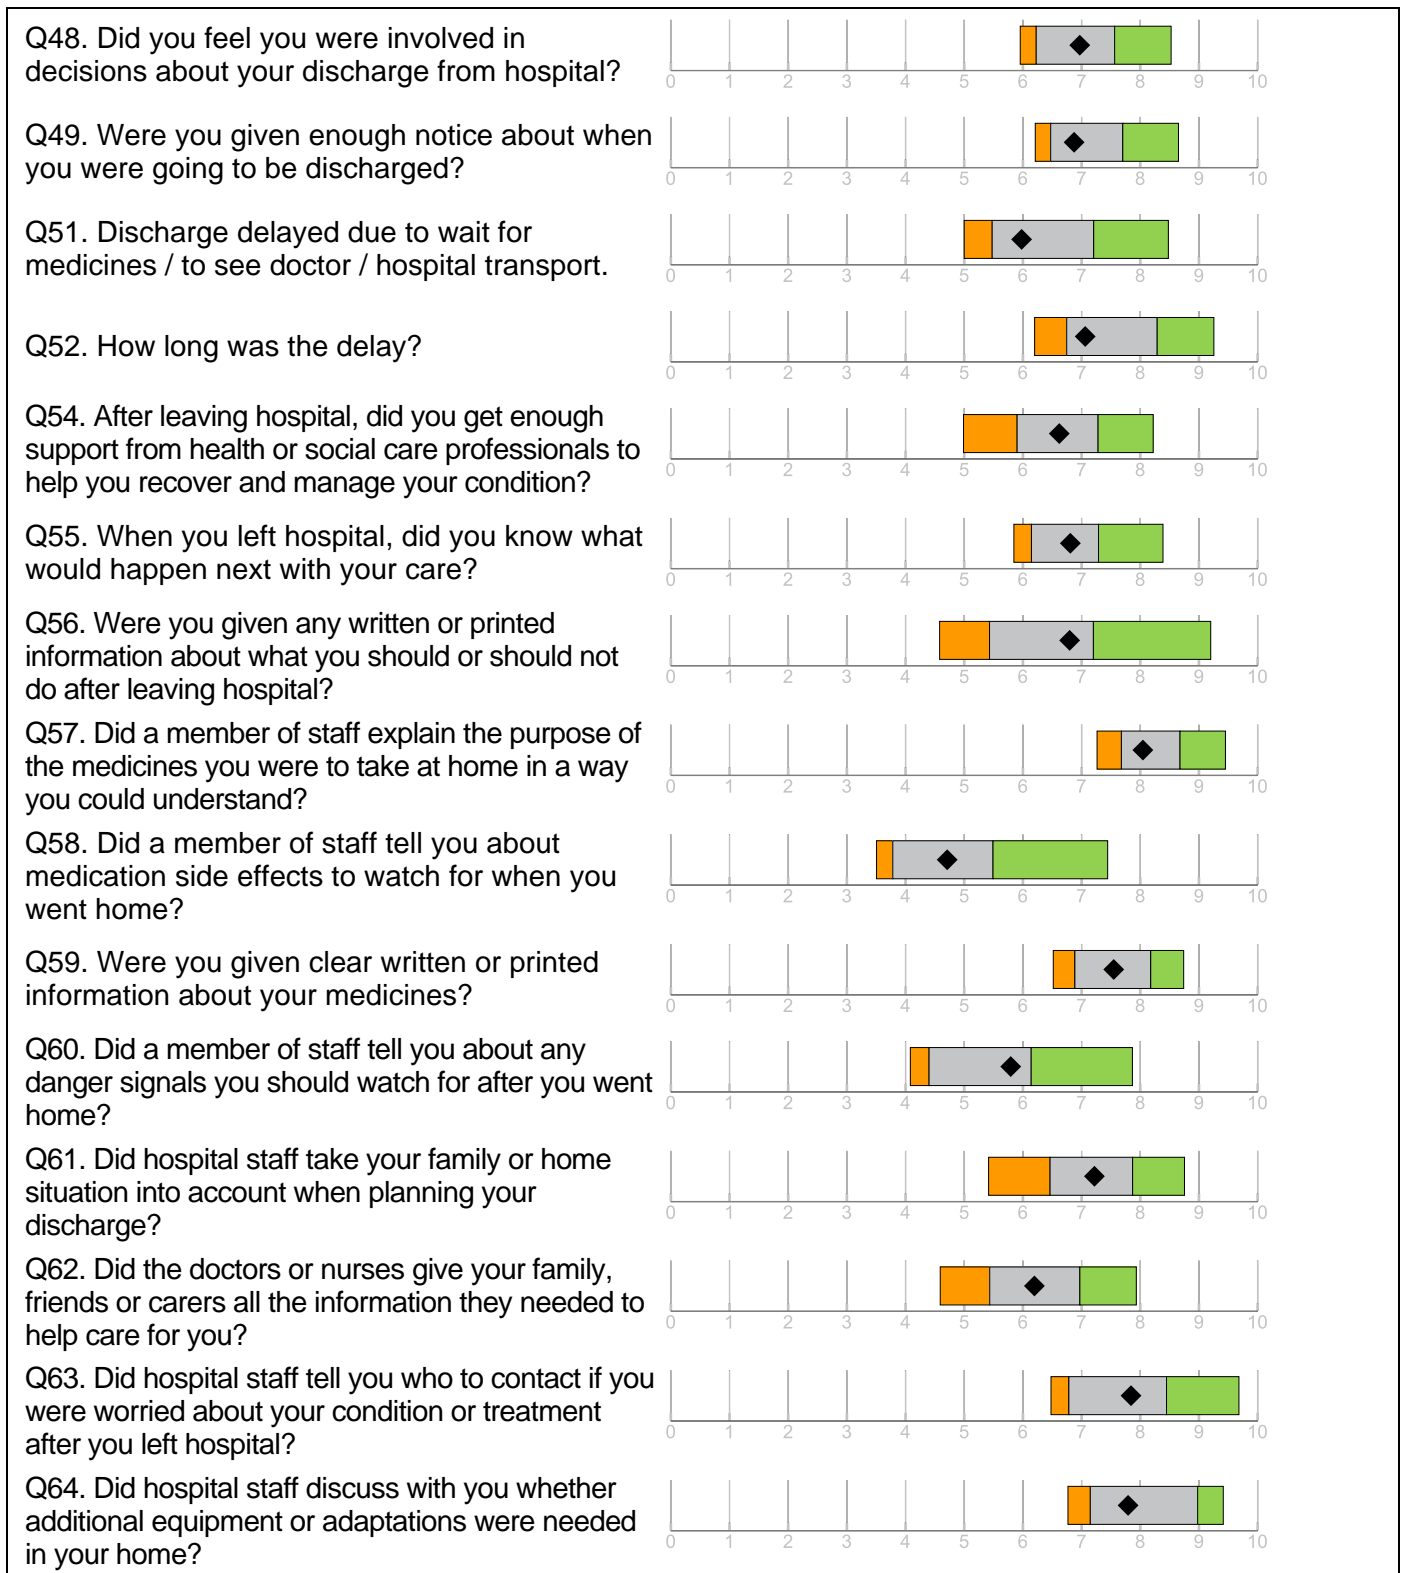 Q48. Did you feel you were involved in
decisions about your discharge from hospital?
0 1 2 3 4 5 6 7 8 9 10
Q49. Were you given enough notice about when
you were going to be discharged?
0 1 2 3 4 5 6 7 8 9 10
Q51. Discharge delayed due to wait for
medicines / to see doctor / hospital transport.
0 1 2 3 4 5 6 7 8 9 10
Q52. How long was the delay?
0 1 2 3 4 5 6 7 8 9 10
Q54. After leaving hospital, did you get enough
support from health or social care professionals to
help you recover and manage your condition?
0 1 2 3 4 5 6 7 8 9 10
Q55. When you left hospital, did you know what
would happen next with your care?
0 1 2 3 4 5 6 7 8 9 10
Q56. Were you given any written or printed
information about what you should or should not
do after leaving hospital?
0 1 2 3 4 5 6 7 8 9 10
Q57. Did a member of staff explain the purpose of
the medicines you were to take at home in a way
you could understand?
0 1 2 3 4 5 6 7 8 9 10
Q58. Did a member of staff tell you about
medication side effects to watch for when you
went home?
0 1 2 3 4 5 6 7 8 9 10
Q59. Were you given clear written or printed
information about your medicines?
0 1 2 3 4 5 6 7 8 9 10
Q60. Did a member of staff tell you about any
danger signals you should watch for after you went
home?
0 1 2 3 4 5 6 7 8 9 10
Q61. Did hospital staff take your family or home
situation into account when planning your
discharge?
0 1 2 3 4 5 6 7 8 9 10
Q62. Did the doctors or nurses give your family,
friends or carers all the information they needed to
help care for you?
0 1 2 3 4 5 6 7 8 9 10
Q63. Did hospital staff tell you who to contact if you
were worried about your condition or treatment
after you left hospital?
0 1 2 3 4 5 6 7 8 9 10
Q64. Did hospital staff discuss with you whether
additional equipment or adaptations were needed
in your home?
0 1 2 3 4 5 6 7 8 9 10